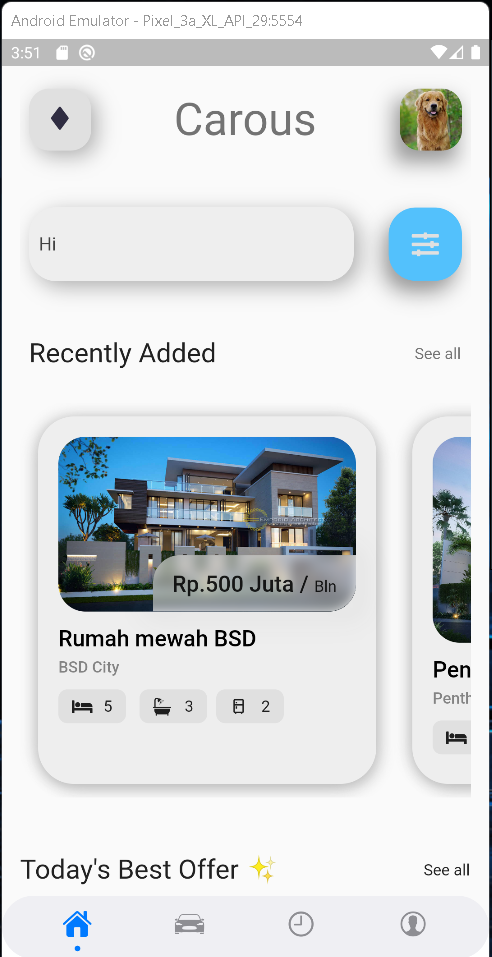 Android Emulator - Pixel_3a_XL_API_29:5554
3:51
Carous
Hi
Recently Added See all
Rp.500 Juta / Bln
Rumah mewah BSD
BSD City
5 3 2
Pen
Penth
Today's Best Offer ✨ See all